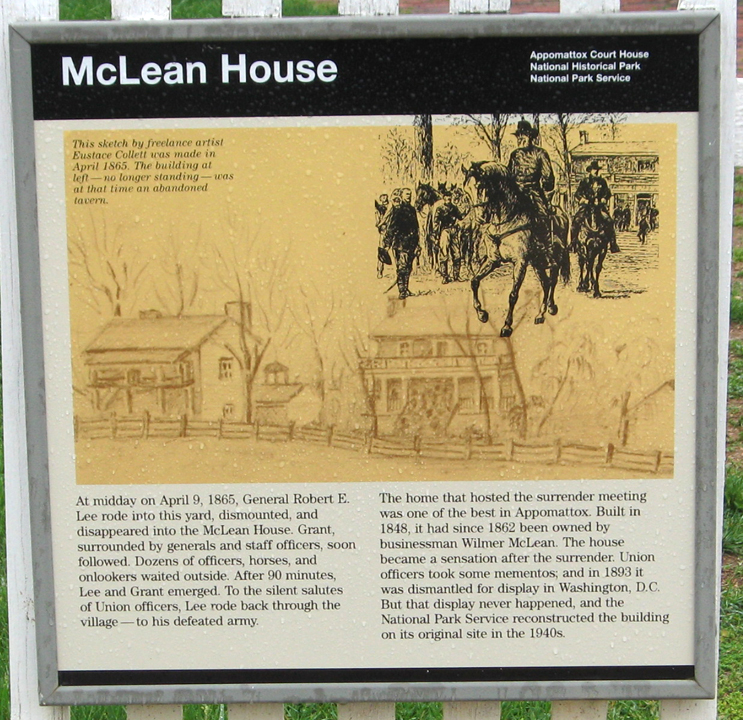 McLean House
Appomattox Court House
National Historical Park
National Park Service
This sketch by freelance artist
Eustace Collett was made in
April 1865. The building at
left — no longer standing — was
at that time an abandoned
tavern.
At midday on April 9, 1865, General Robert E.
Lee rode into this yard, dismounted, and
disappeared into the McLean House. Grant,
surrounded by generals and staff officers, soon
followed. Dozens of officers, horses, and
onlookers waited outside. After 90 minutes,
Lee and Grant emerged. To the silent salutes
of Union officers, Lee rode back through the
village — to his defeated army.
The home that hosted the surrender meeting
was one of the best in Appomattox. Built in
1848, it had since 1862 been owned by
businessman Wilmer McLean. The house
became a sensation after the surrender. Union
officers took some mementos; and in 1893 it
was dismantled for display in Washington, D.C.
But that display never happened, and the
National Park Service reconstructed the building
on its original site in the 1940s.